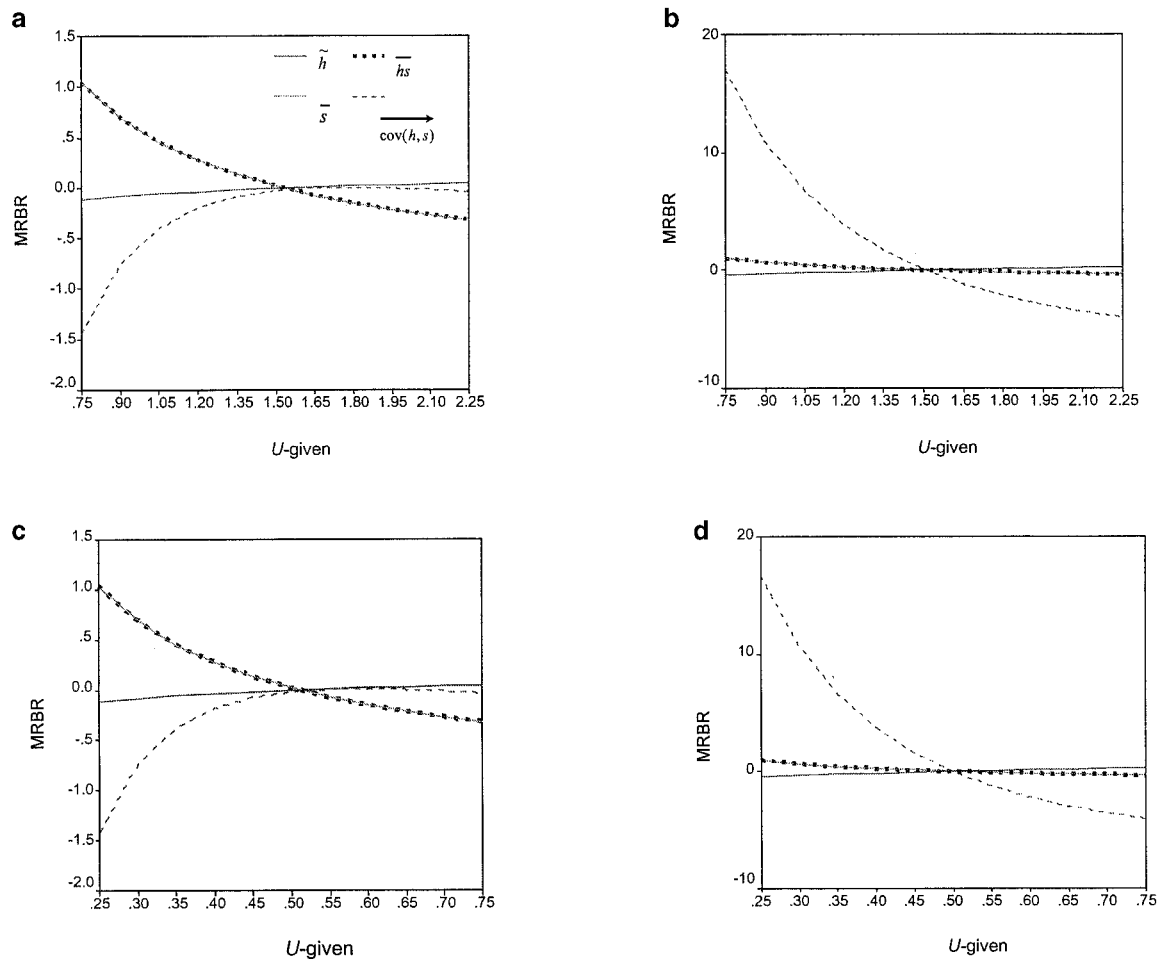 a
1.5
1.0
.5
0.0
-.5
-1.0
-1.5
-2.0
MRBR
h̃
h̅s̅
s̅
cov(h,s)
.75 .90 1.05 1.20 1.35 1.50 1.65 1.80 1.95 2.10 2.25
U-given
b
20
10
0
-10
MRBR
.75 .90 1.05 1.20 1.35 1.50 1.65 1.80 1.95 2.10 2.25
U-given
c
1.5
1.0
.5
0.0
-.5
-1.0
-1.5
-2.0
MRBR
.25 .30 .35 .40 .45 .50 .55 .60 .65 .70 .75
U-given
d
20
10
0
-10
MRBR
.25 .30 .35 .40 .45 .50 .55 .60 .65 .70 .75
U-given